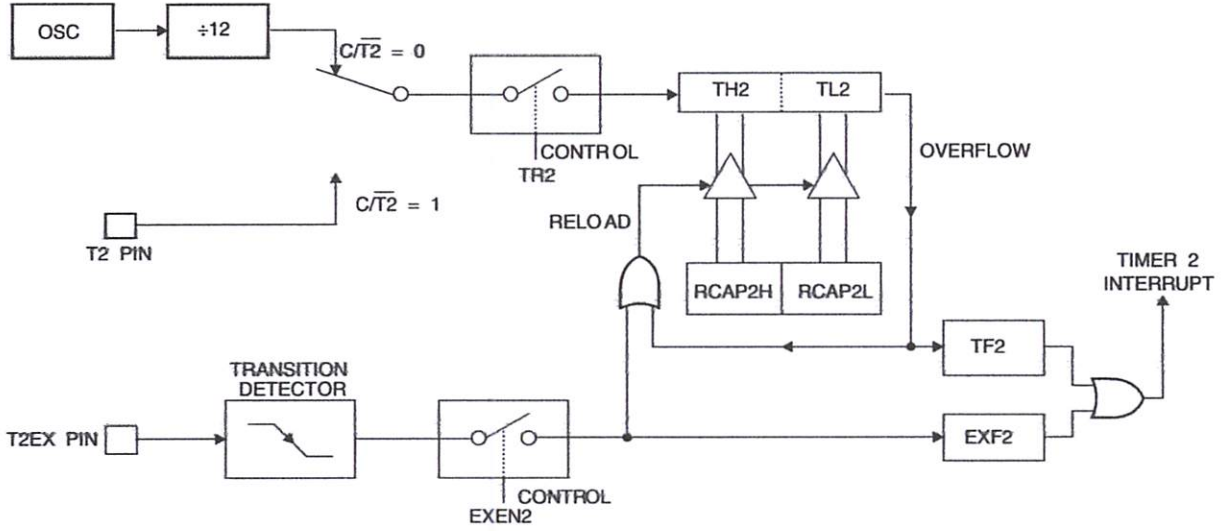 OSC
÷12
C/T2̅ = 0
TH2
TL2
CONTROL
TR2
OVERFLOW
C/T2̅ = 1
T2 PIN
RELOAD
RCAP2H
RCAP2L
TIMER 2
INTERRUPT
TF2
TRANSITION
DETECTOR
T2EX PIN
EXF2
CONTROL
EXEN2